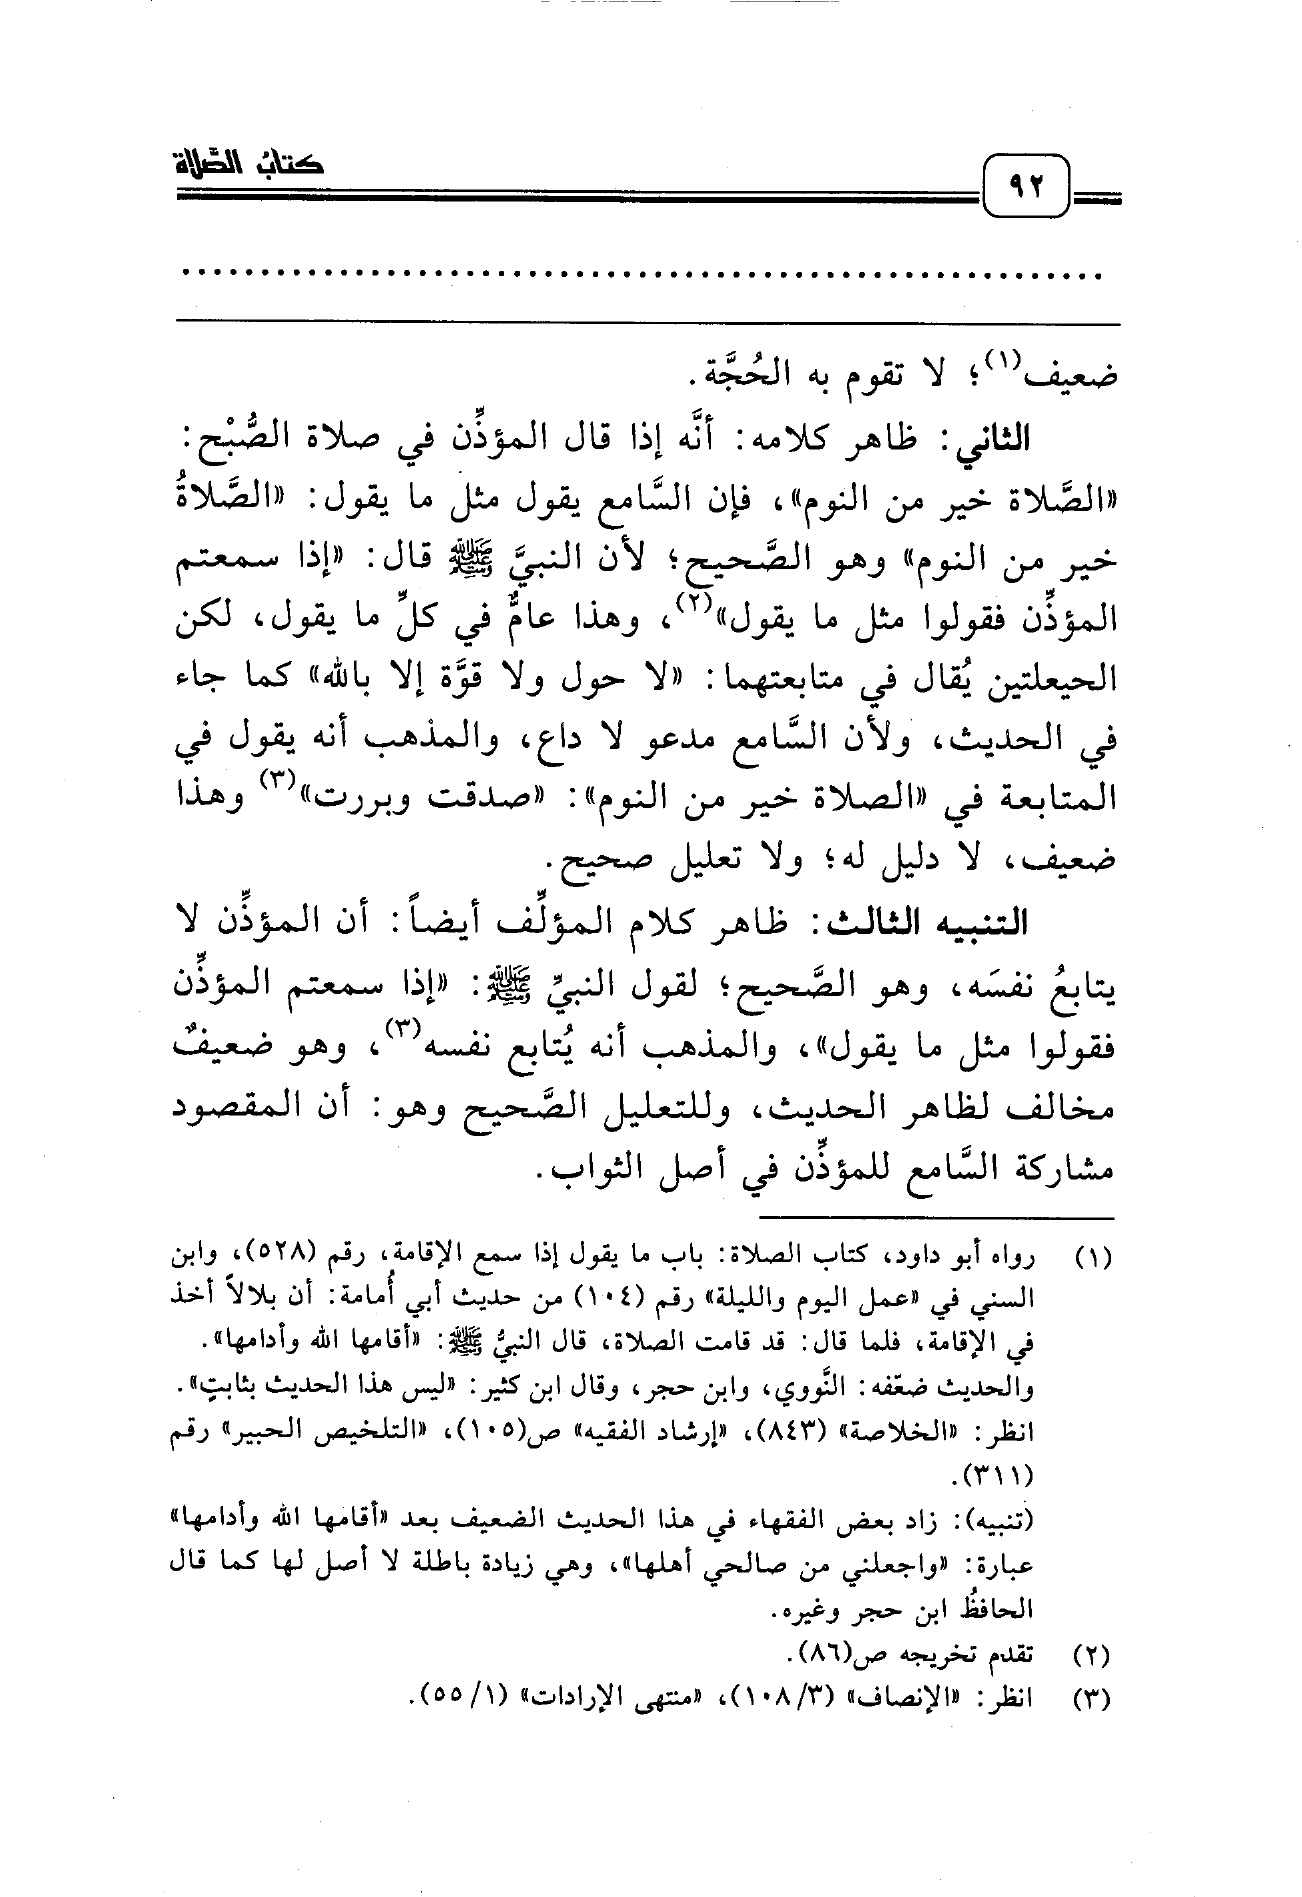 ٩٢
كتاب الصَّلاة
..........................................................
ضعيف(١)؛ لا تقوم به الحُجَّة.
الثاني: ظاهر كلامه: أنَّه إذا قال المؤذِّن في صلاة الصُّبْح:
«الصَّلاة خير من النوم»، فإن السَّامع يقول مثل ما يقول: «الصَّلاةُ
خير من النوم» وهو الصَّحيح؛ لأن النبيَّ ﷺ قال: «إذا سمعتم
المؤذِّن فقولوا مثل ما يقول»(٢)، وهذا عامٌّ في كلِّ ما يقول، لكن
الحيعلتين يُقال في متابعتهما: «لا حول ولا قوَّة إلا بالله» كما جاء
في الحديث، ولأن السَّامع مدعو لا داع، والمذهب أنه يقول في
المتابعة في «الصلاة خير من النوم»: «صدقت وبررت»(٣) وهذا
ضعيف، لا دليل له؛ ولا تعليل صحيح.
التنبيه الثالث: ظاهر كلام المؤلِّف أيضاً: أن المؤذِّن لا
يتابعُ نفسَه، وهو الصَّحيح؛ لقول النبيِّ ﷺ: «إذا سمعتم المؤذِّن
فقولوا مثل ما يقول»، والمذهب أنه يُتابع نفسه(٣)، وهو ضعيفٌ
مخالف لظاهر الحديث، وللتعليل الصَّحيح وهو: أن المقصود
مشاركة السَّامع للمؤذِّن في أصل الثواب.
(١) رواه أبو داود، كتاب الصلاة: باب ما يقول إذا سمع الإقامة، رقم (٥٢٨)، وابن
السني في «عمل اليوم والليلة» رقم (١٠٤) من حديث أبي أُمامة: أن بلالاً أخذ
في الإقامة، فلما قال: قد قامت الصلاة، قال النبيُّ ﷺ: «أقامها الله وأدامها».
والحديث ضعّفه: النَّووي، وابن حجر، وقال ابن كثير: «ليس هذا الحديث بثابتٍ».
انظر: «الخلاصة» (٨٤٣)، «إرشاد الفقيه» ص(١٠٥)، «التلخيص الحبير» رقم
(٣١١).
(تنبيه): زاد بعض الفقهاء في هذا الحديث الضعيف بعد «أقامها الله وأدامها»
عبارة: «واجعلني من صالحي أهلها»، وهي زيادة باطلة لا أصل لها كما قال
الحافظُ ابن حجر وغيره.
(٢) تقدم تخريجه ص(٨٦).
(٣) انظر: «الإنصاف» (١٠٨/٣)، «منتهى الإرادات» (٥٥/١).